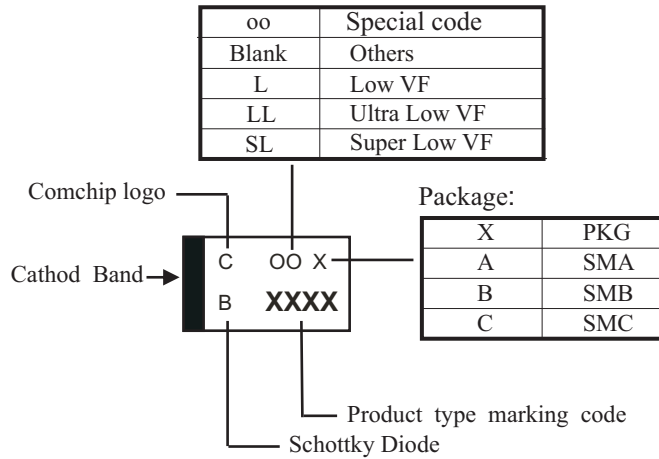 oo Special code
Blank Others
L Low VF
LL Ultra Low VF
SL Super Low VF
Comchip logo
Package:
X PKG
A SMA
B SMB
C SMC
Cathod Band
C OO X
B XXXX
Product type marking code
Schottky Diode